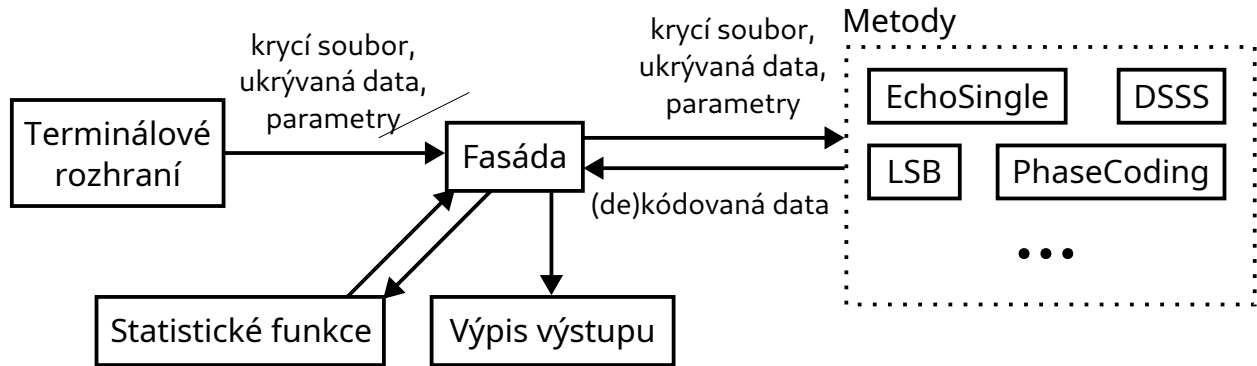 Metody
krycí soubor,
ukrývaná data,
parametry
krycí soubor,
ukrývaná data,
parametry
EchoSingle
DSSS
Terminálové
rozhraní
Fasáda
LSB
PhaseCoding
(de)kódovaná data
•••
Statistické funkce
Výpis výstupu